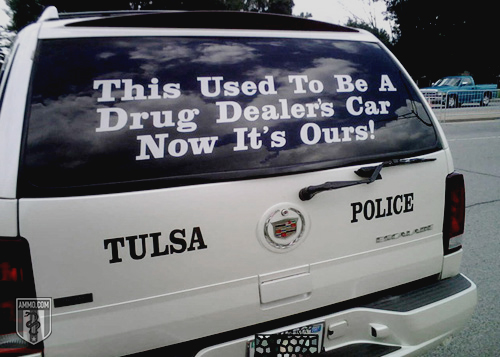 This Used To Be A
Drug Dealer's Car
Now It's Ours!
TULSA
POLICE
ESCALADE
AMMO.COM